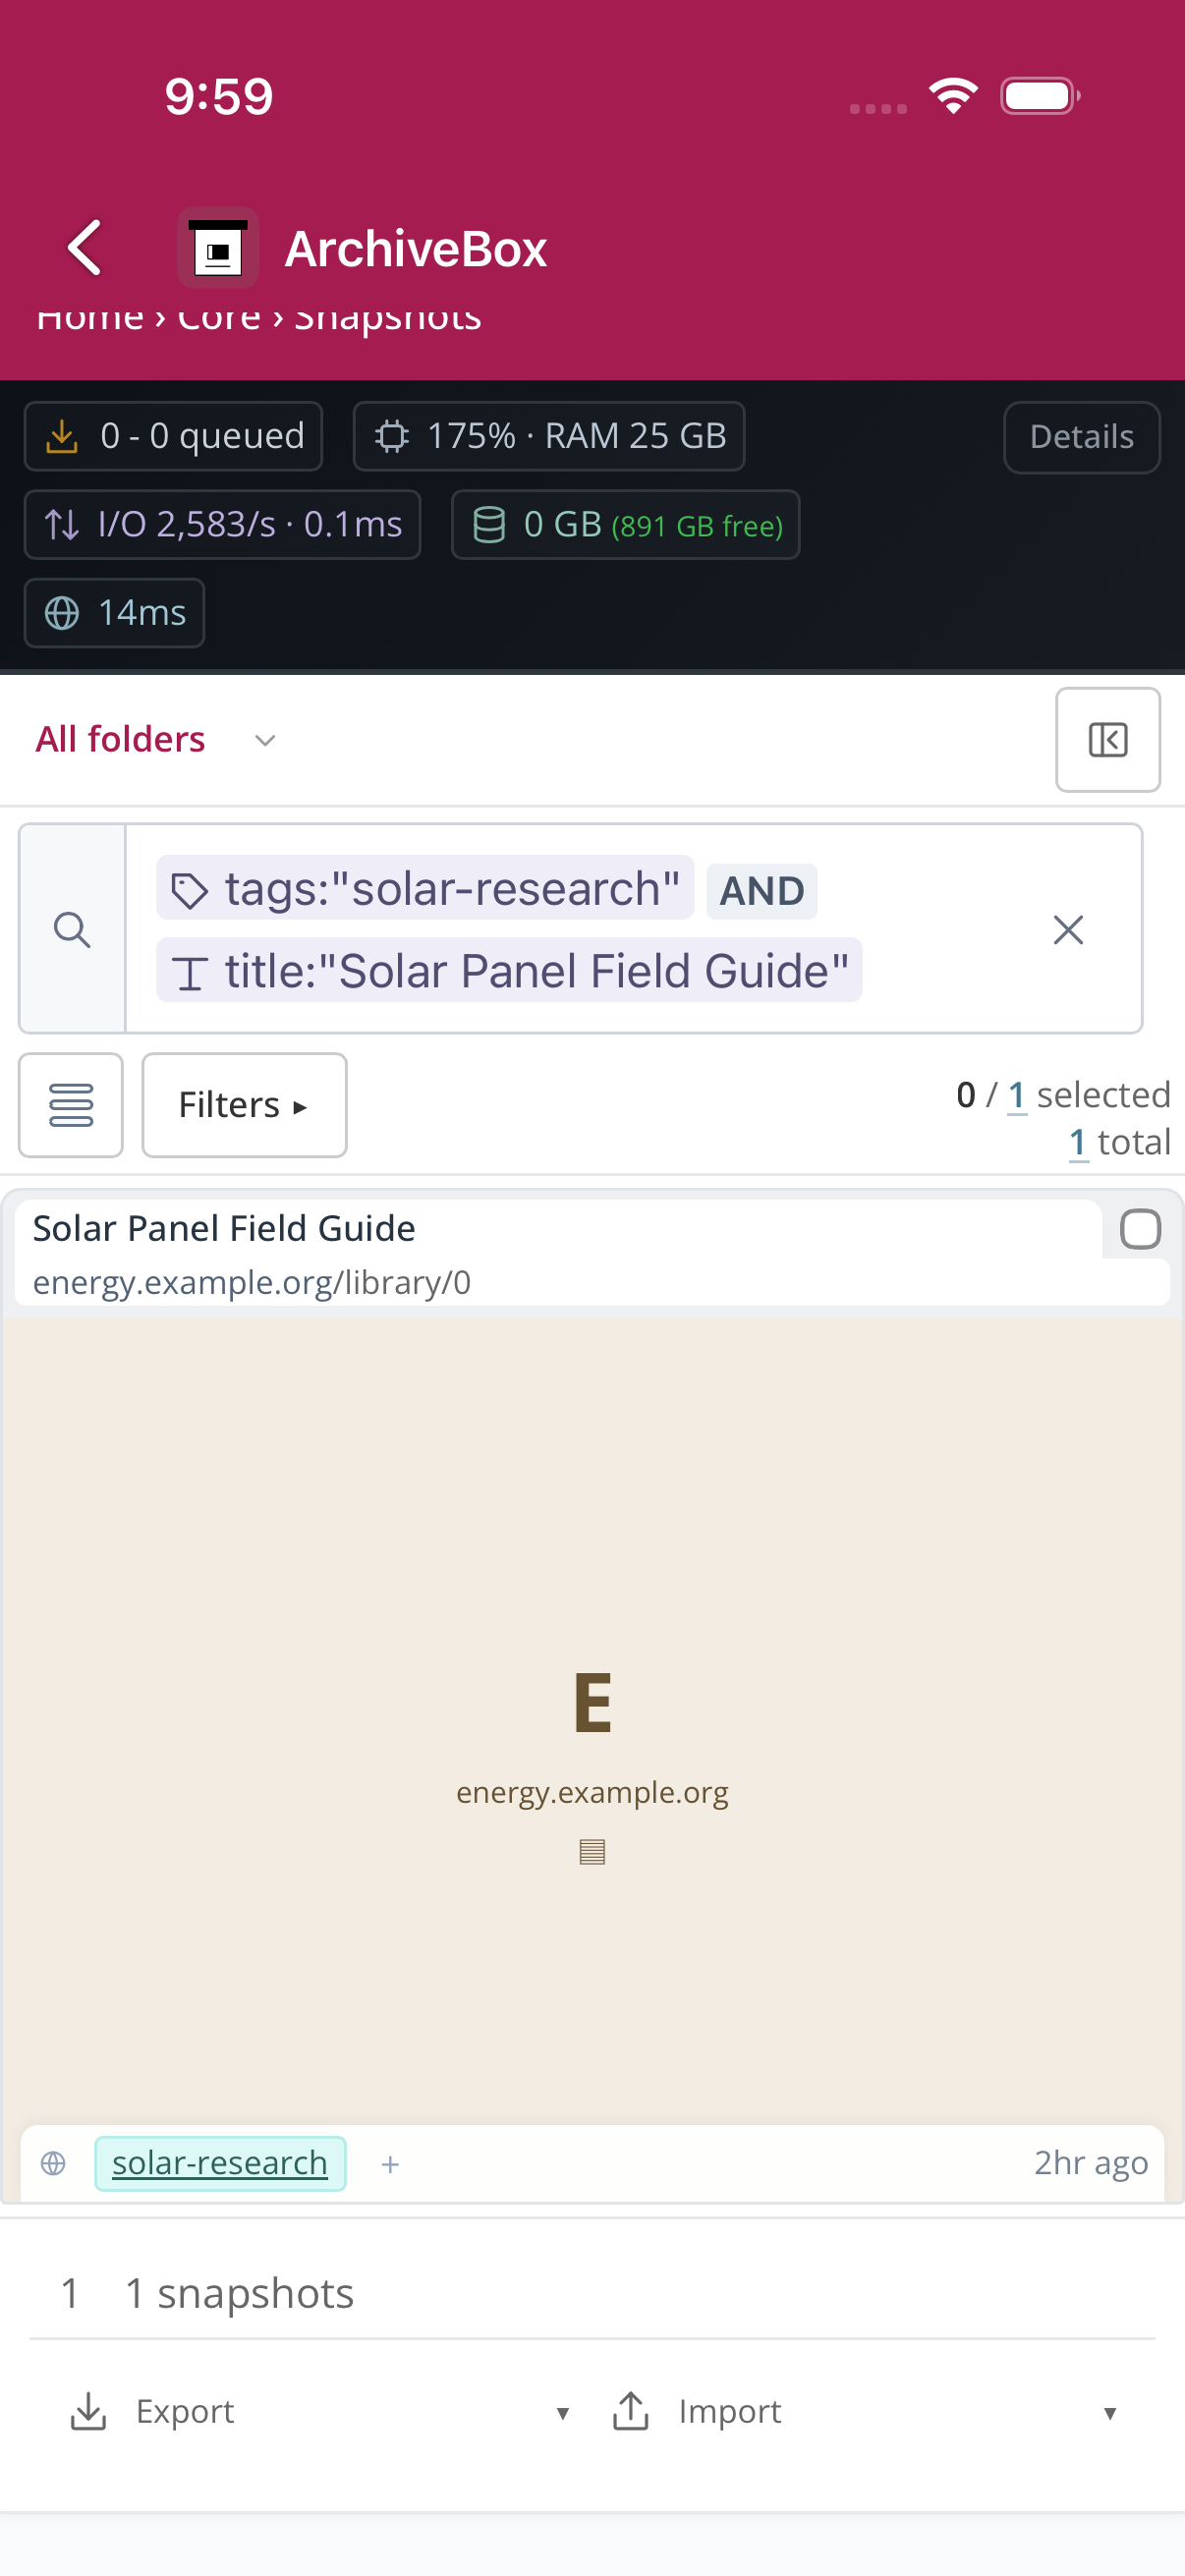 9:59
ArchiveBox
Home › Core › Snapshots
0 - 0 queued
175% · RAM 25 GB
Details
I/O 2,583/s · 0.1ms
0 GB (891 GB free)
14ms
All folders
tags:"solar-research" AND
title:"Solar Panel Field Guide"
Filters ▸
0 / 1 selected
1 total
Solar Panel Field Guide
energy.example.org/library/0
E
energy.example.org
solar-research +
2hr ago
1 1 snapshots
Export ▾
Import ▾